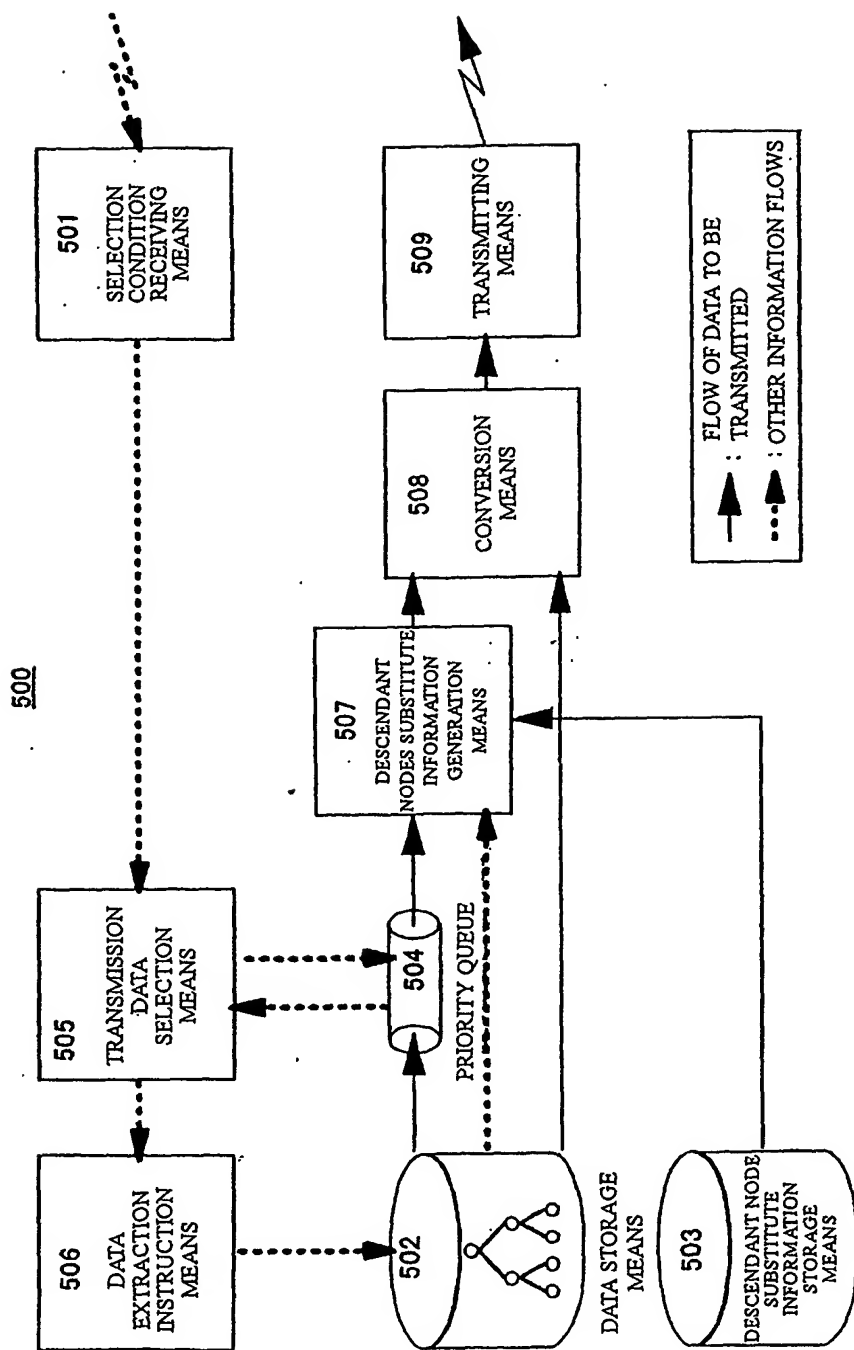 500
501
SELECTION
CONDITION
RECEIVING
MEANS
505
TRANSMISSION
DATA
SELECTION
MEANS
506
DATA
EXTRACTION
INSTRUCTION
MEANS
509
TRANSMITTING
MEANS
508
CONVERSION
MEANS
507
DESCENDANT
NODES SUBSTITUTE
INFORMATION
GENERATION
MEANS
504
PRIORITY QUEUE
502
DATA STORAGE
MEANS
503
DESCENDANT NODE
SUBSTITUTE
INFORMATION
STORAGE
MEANS
: FLOW OF DATA TO BE
TRANSMITTED
: OTHER INFORMATION FLOWS